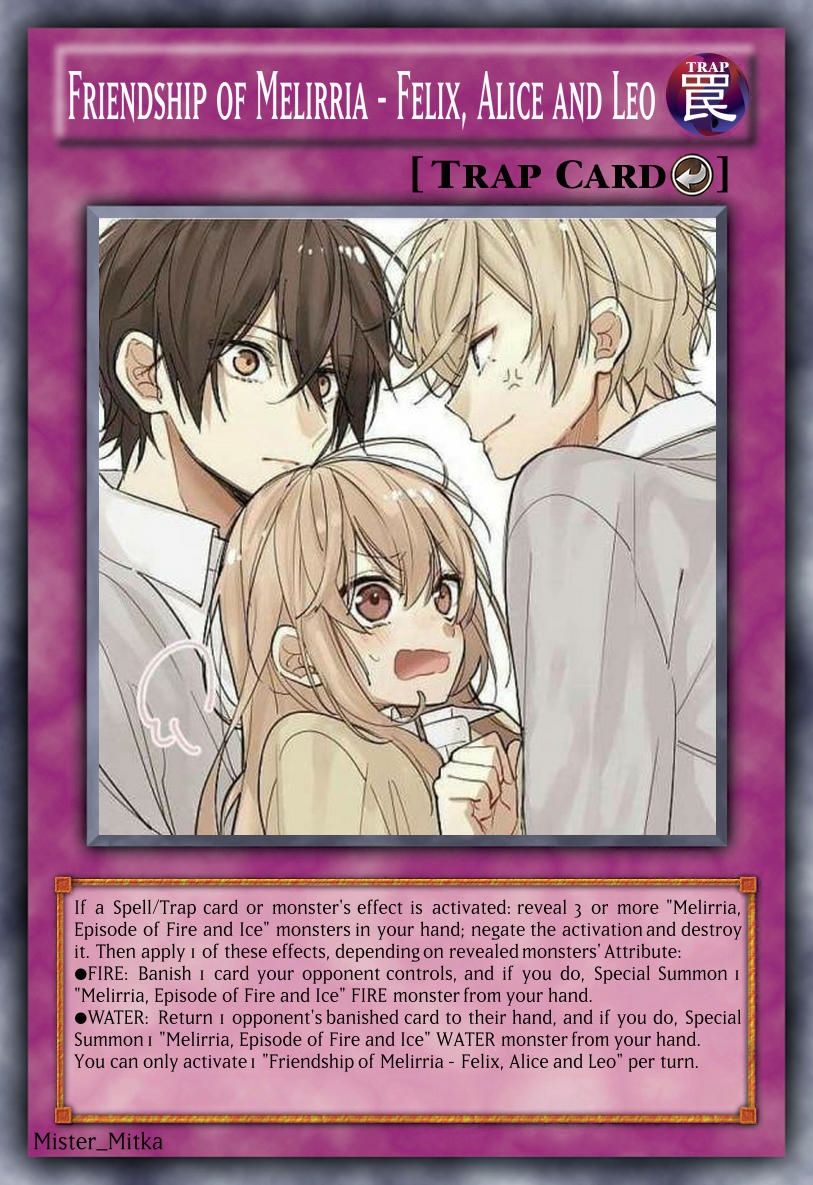 Friendship of Melirria - Felix, Alice and Leo
TRAP
罠
[Trap Card]
If a Spell/Trap card or monster's effect is activated: reveal 3 or more "Melirria,
Episode of Fire and Ice" monsters in your hand; negate the activation and destroy
it. Then apply 1 of these effects, depending on revealed monsters' Attribute:
●FIRE: Banish 1 card your opponent controls, and if you do, Special Summon 1
"Melirria, Episode of Fire and Ice" FIRE monster from your hand.
●WATER: Return 1 opponent's banished card to their hand, and if you do, Special
Summon 1 "Melirria, Episode of Fire and Ice" WATER monster from your hand.
You can only activate 1 "Friendship of Melirria - Felix, Alice and Leo" per turn.
Mister_Mitka